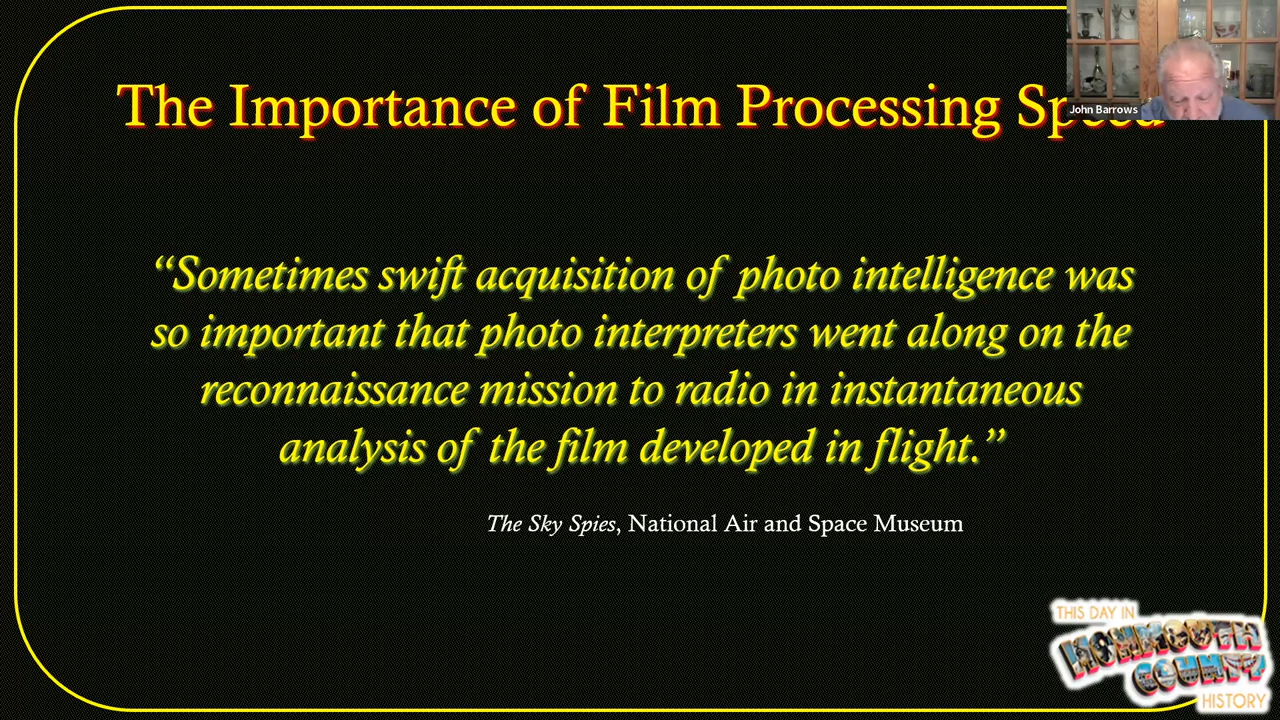 The Importance of Film Processing Speed
John Barrows
“Sometimes swift acquisition of photo intelligence was
so important that photo interpreters went along on the
reconnaissance mission to radio in instantaneous
analysis of the film developed in flight.”
The Sky Spies, National Air and Space Museum
THIS DAY IN
MONMOUTH
COUNTY
HISTORY